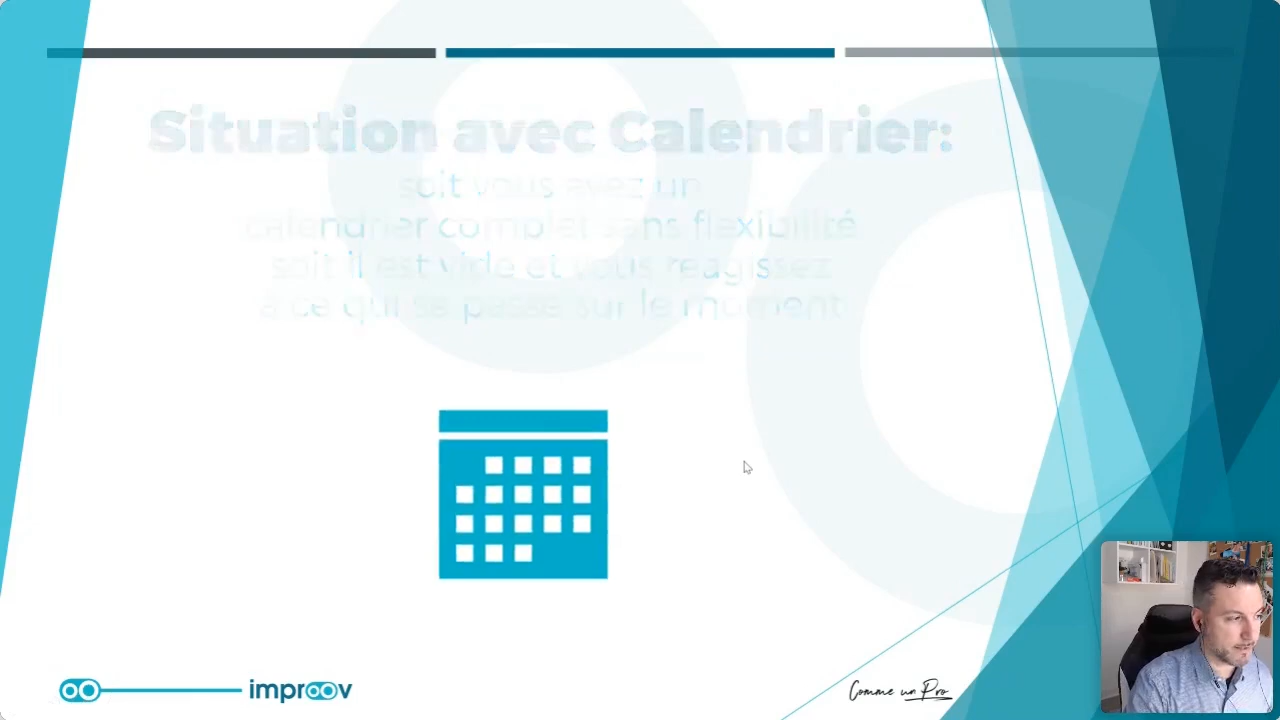 Situation avec Calendrier:
soit vous avez un
calendrier complet sans flexibilité
soit il est vide et vous réagissez
à ce qui se passe sur le moment
improov
Comme un Pro